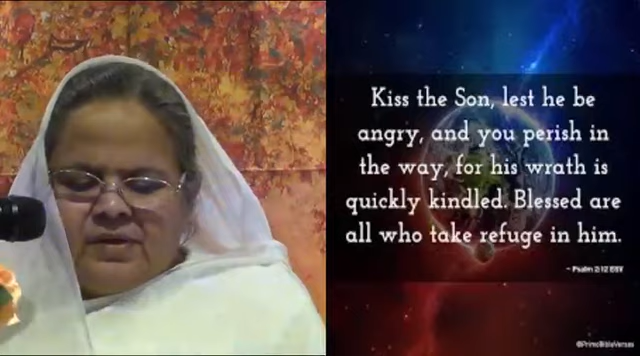 Kiss the Son, lest he be
angry, and you perish in
the way, for his wrath is
quickly kindled. Blessed are
all who take refuge in him.
~ Psalm 2:12 ESV
@PrimoBibleVerses